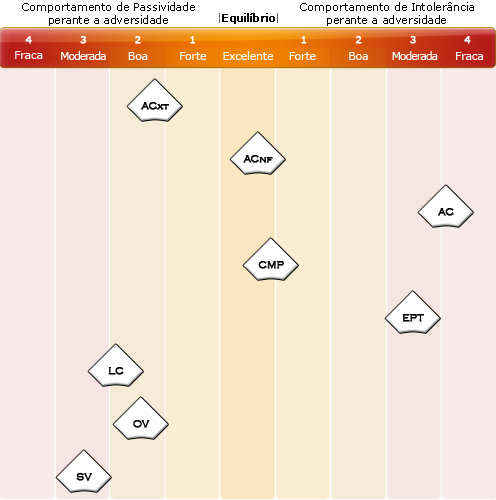 Comportamento de Passividade
perante a adversidade
|Equilíbrio|
Comportamento de Intolerância
perante a adversidade
4 3 2 1 1 2 3 4
Fraca Moderada Boa Forte Excelente Forte Boa Moderada Fraca
ACXT
ACNF
AC
CMP
EPT
LC
OV
SV